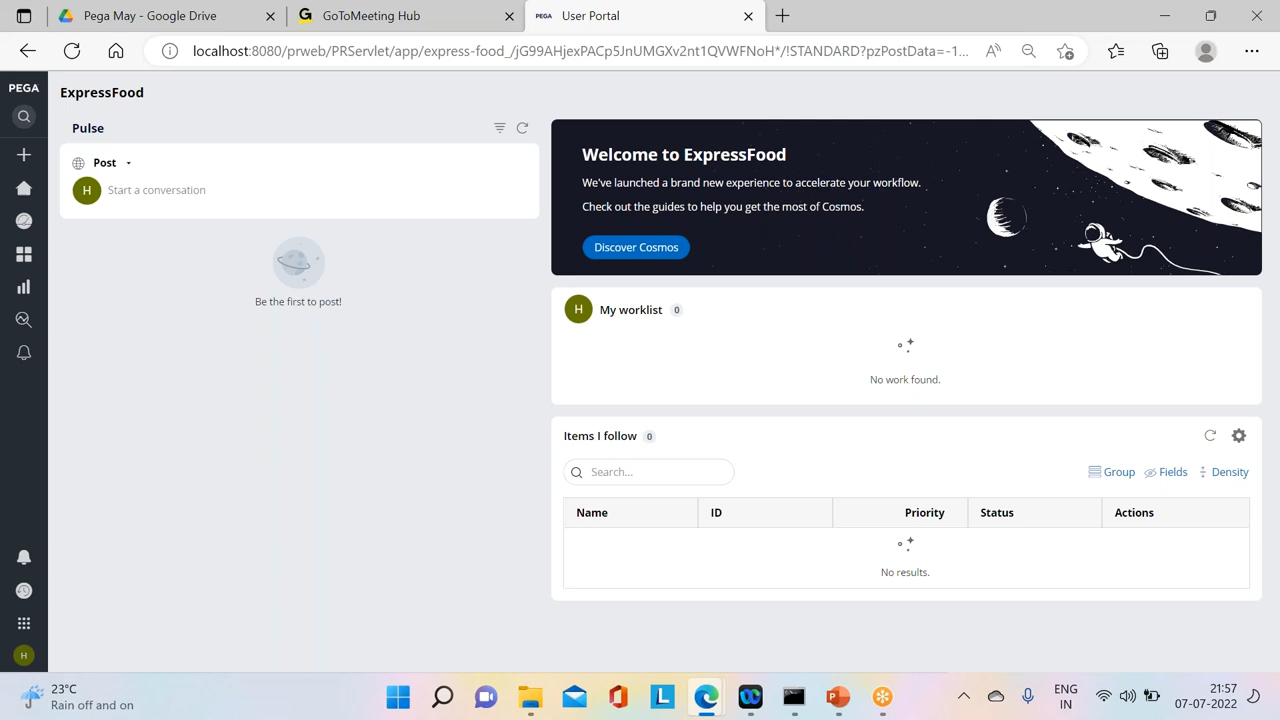 Pega May - Google Drive
GoToMeeting Hub
PEGA User Portal
localhost:8080/prweb/PRServlet/app/express-food_/jG99AHjexPACp5JnUMGXv2nt1QVWFNoH*/!STANDARD?pzPostData=-1...
PEGA
ExpressFood
Pulse
Post
H Start a conversation
Be the first to post!
Welcome to ExpressFood
We've launched a brand new experience to accelerate your workflow.
Check out the guides to help you get the most of Cosmos.
Discover Cosmos
H My worklist 0
No work found.
Items I follow 0
Search...
Group Fields Density
Name ID Priority Status Actions
No results.
H
23°C
Rain off and on
ENG
IN
21:57
07-07-2022